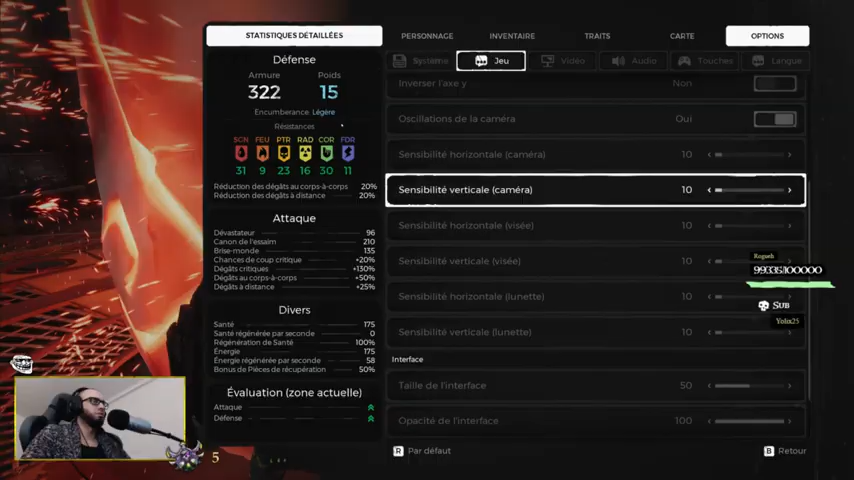 STATISTIQUES DÉTAILLÉES
PERSONNAGE
INVENTAIRE
TRAITS
CARTE
OPTIONS
Système
Jeu
Vidéo
Audio
Touches
Langue
Défense
Armure
Poids
322
15
Encumberance: Légère
Résistances
SGN FEU PTR RAD COR FDR
31 9 23 16 30 11
Réduction des dégâts au corps-à-corps 20%
Réduction des dégâts à distance 20%
Attaque
Dévastateur 96
Canon de l'essaim 210
Brise-monde 135
Chances de coup critique +20%
Dégâts critiques +130%
Dégâts au corps-à-corps +50%
Dégâts à distance +25%
Divers
Santé 175
Santé régénérée par seconde 0
Régénération de Santé 100%
Énergie 175
Énergie régénérée par seconde 58
Bonus de Pièces de récupération 50%
Évaluation (zone actuelle)
Attaque
Défense
Inverser l'axe y Non
Oscillations de la caméra Oui
Sensibilité horizontale (caméra) 10
Sensibilité verticale (caméra) 10
Sensibilité horizontale (visée) 10
Sensibilité verticale (visée) 10
Sensibilité horizontale (lunette) 10
Sensibilité verticale (lunette) 10
Interface
Taille de l'interface 50
Opacité de l'interface 100
R Par défaut
B Retour
Rogueh
SUB
Yolox25
5